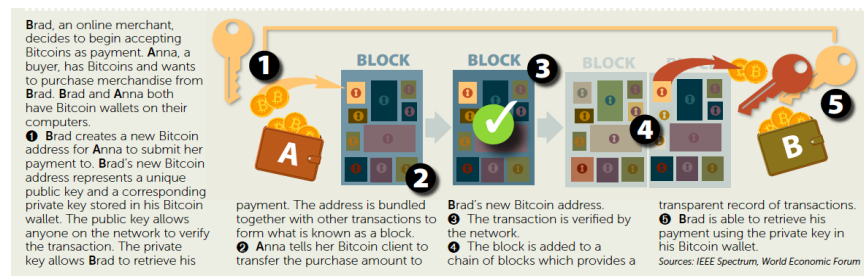 Brad, an online merchant,
decides to begin accepting
Bitcoins as payment. Anna, a
buyer, has Bitcoins and wants
to purchase merchandise from
Brad. Brad and Anna both
have Bitcoin wallets on their
computers.
❶ Brad creates a new Bitcoin
address for Anna to submit her
payment to. Brad's new Bitcoin
address represents a unique
public key and a corresponding
private key stored in his Bitcoin
wallet. The public key allows
anyone on the network to verify
the transaction. The private
key allows Brad to retrieve his
payment. The address is bundled
together with other transactions to
form what is known as a block.
❷ Anna tells her Bitcoin client to
transfer the purchase amount to
Brad's new Bitcoin address.
❸ The transaction is verified by
the network.
❹ The block is added to a
chain of blocks which provides a
transparent record of transactions.
❺ Brad is able to retrieve his
payment using the private key in
his Bitcoin wallet.
Sources: IEEE Spectrum, World Economic Forum
1
A
BLOCK
2
BLOCK
3
BLOCK
4
5
B